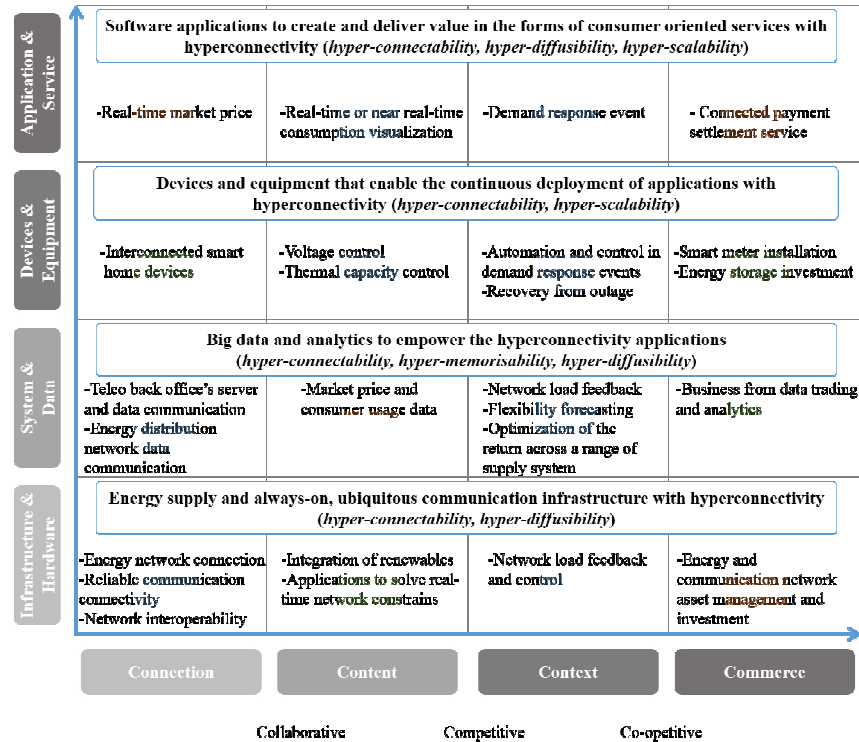 Application &
Service
Software applications to create and deliver value in the forms of consumer oriented services with
hyperconnectivity (hyper-connectability, hyper-diffusibility, hyper-scalability)
-Real-time market price
-Real-time or near real-time
consumption visualization
-Demand response event
- Connected payment
settlement service
Devices &
Equipment
Devices and equipment that enable the continuous deployment of applications with
hyperconnectivity (hyper-connectability, hyper-scalability)
-Interconnected smart
home devices
-Voltage control
-Thermal capacity control
-Automation and control in
demand response events
-Recovery from outage
-Smart meter installation
-Energy storage investment
System &
Data
Big data and analytics to empower the hyperconnectivity applications
(hyper-connectability, hyper-memorisability, hyper-diffusibility)
-Telco back office's server
and data communication
-Energy distribution
network data
communication
-Market price and
consumer usage data
-Network load feedback
-Flexibility forecasting
-Optimization of the
return across a range of
supply system
-Business from data trading
and analytics
Infrastructure &
Hardware
Energy supply and always-on, ubiquitous communication infrastructure with hyperconnectivity
(hyper-connectability, hyper-diffusibility)
-Energy network connection
-Reliable communication
connectivity
-Network interoperability
-Integration of renewables
-Applications to solve real-
time network constrains
-Network load feedback
and control
-Energy and
communication network
asset management and
investment
Connection
Content
Context
Commerce
Collaborative
Competitive
Co-opetitive